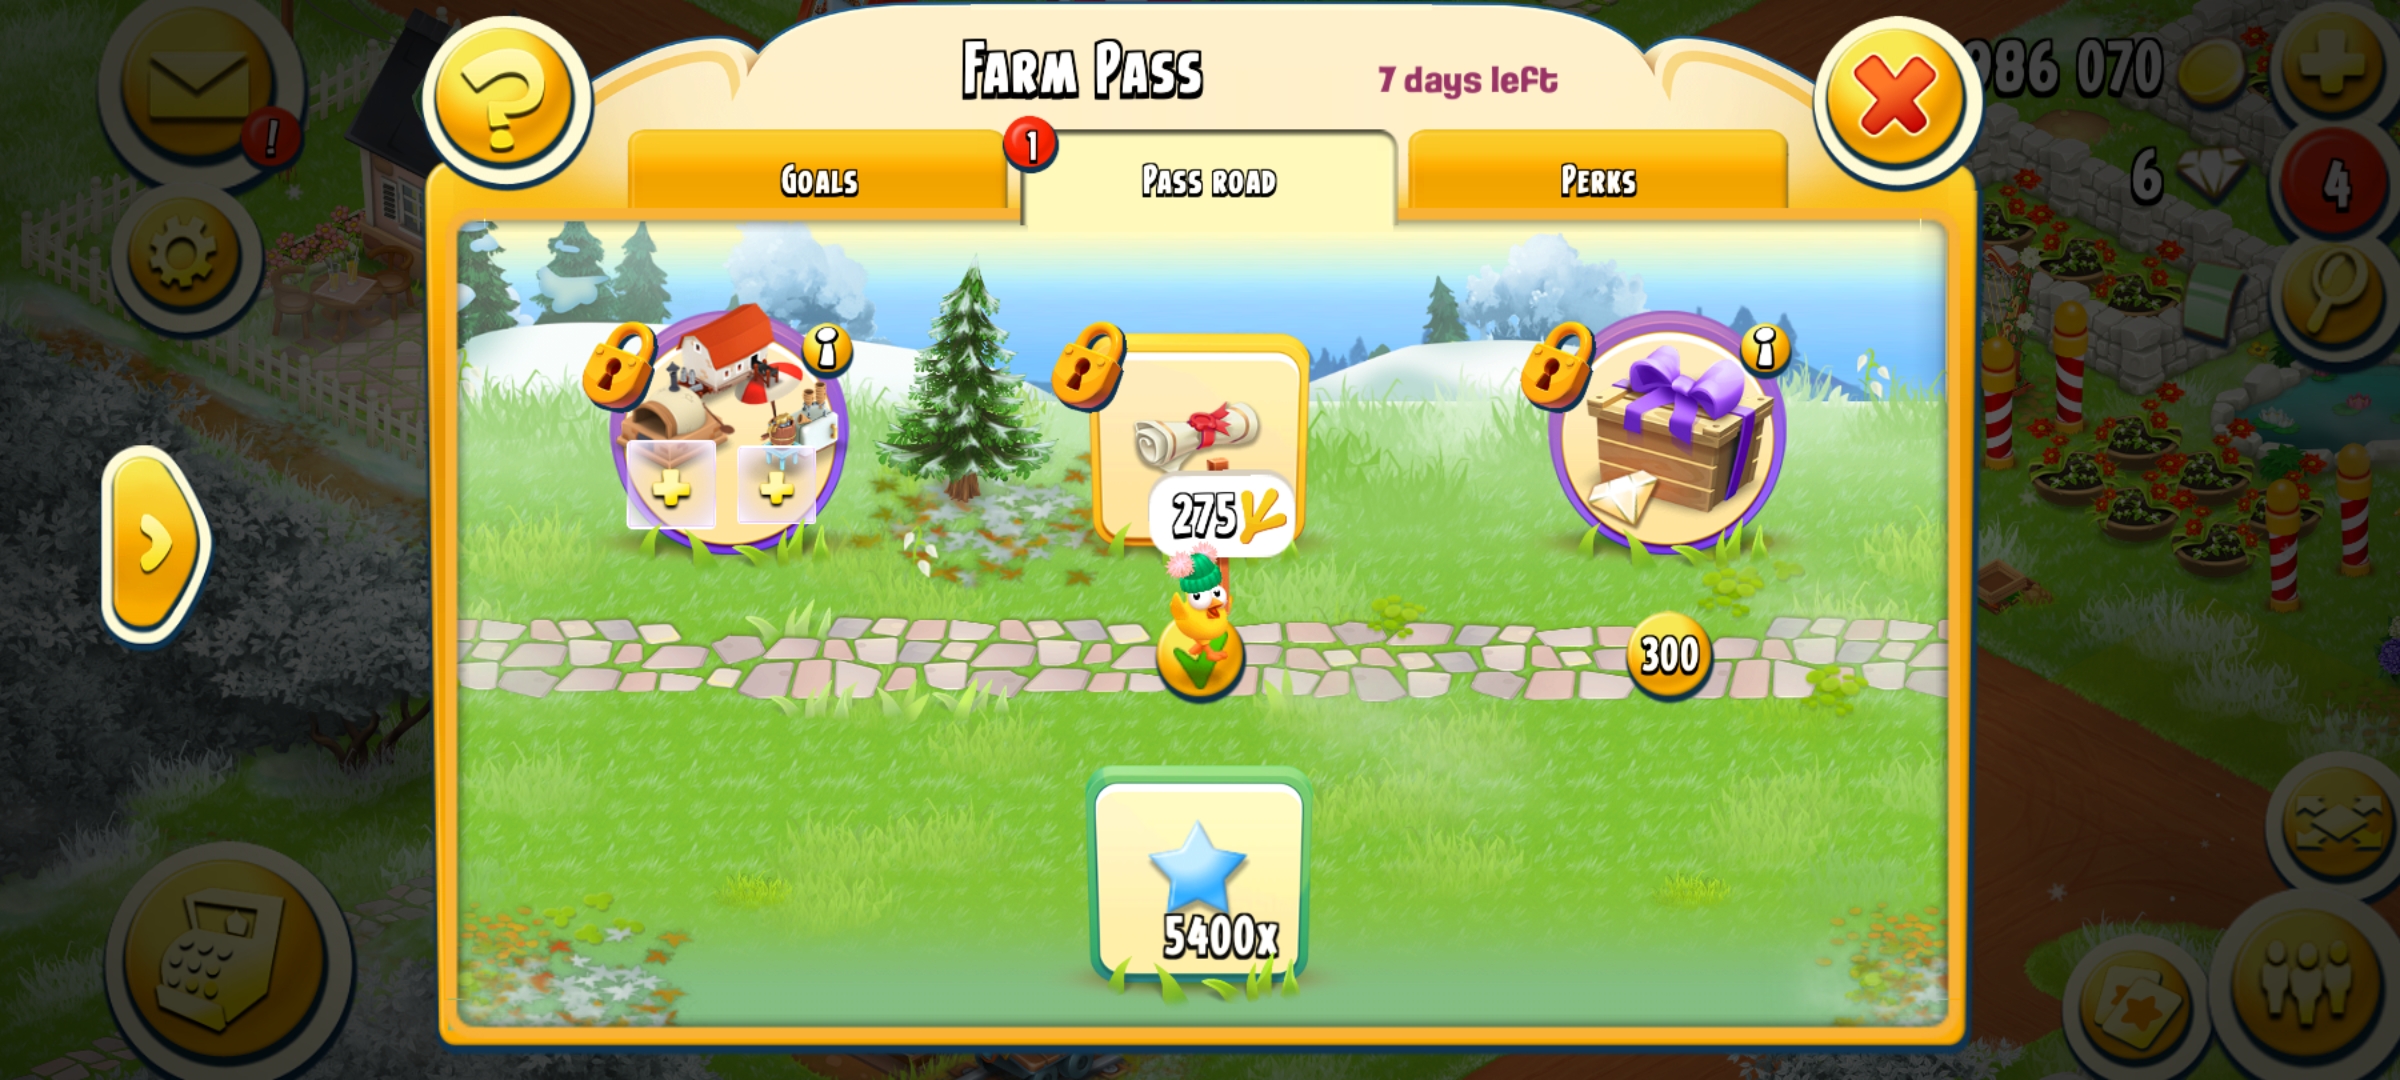 FARM PASS
7 days left
986 070
!
GOALS
1
PASS ROAD
PERKS
6
4
275
300
5400x